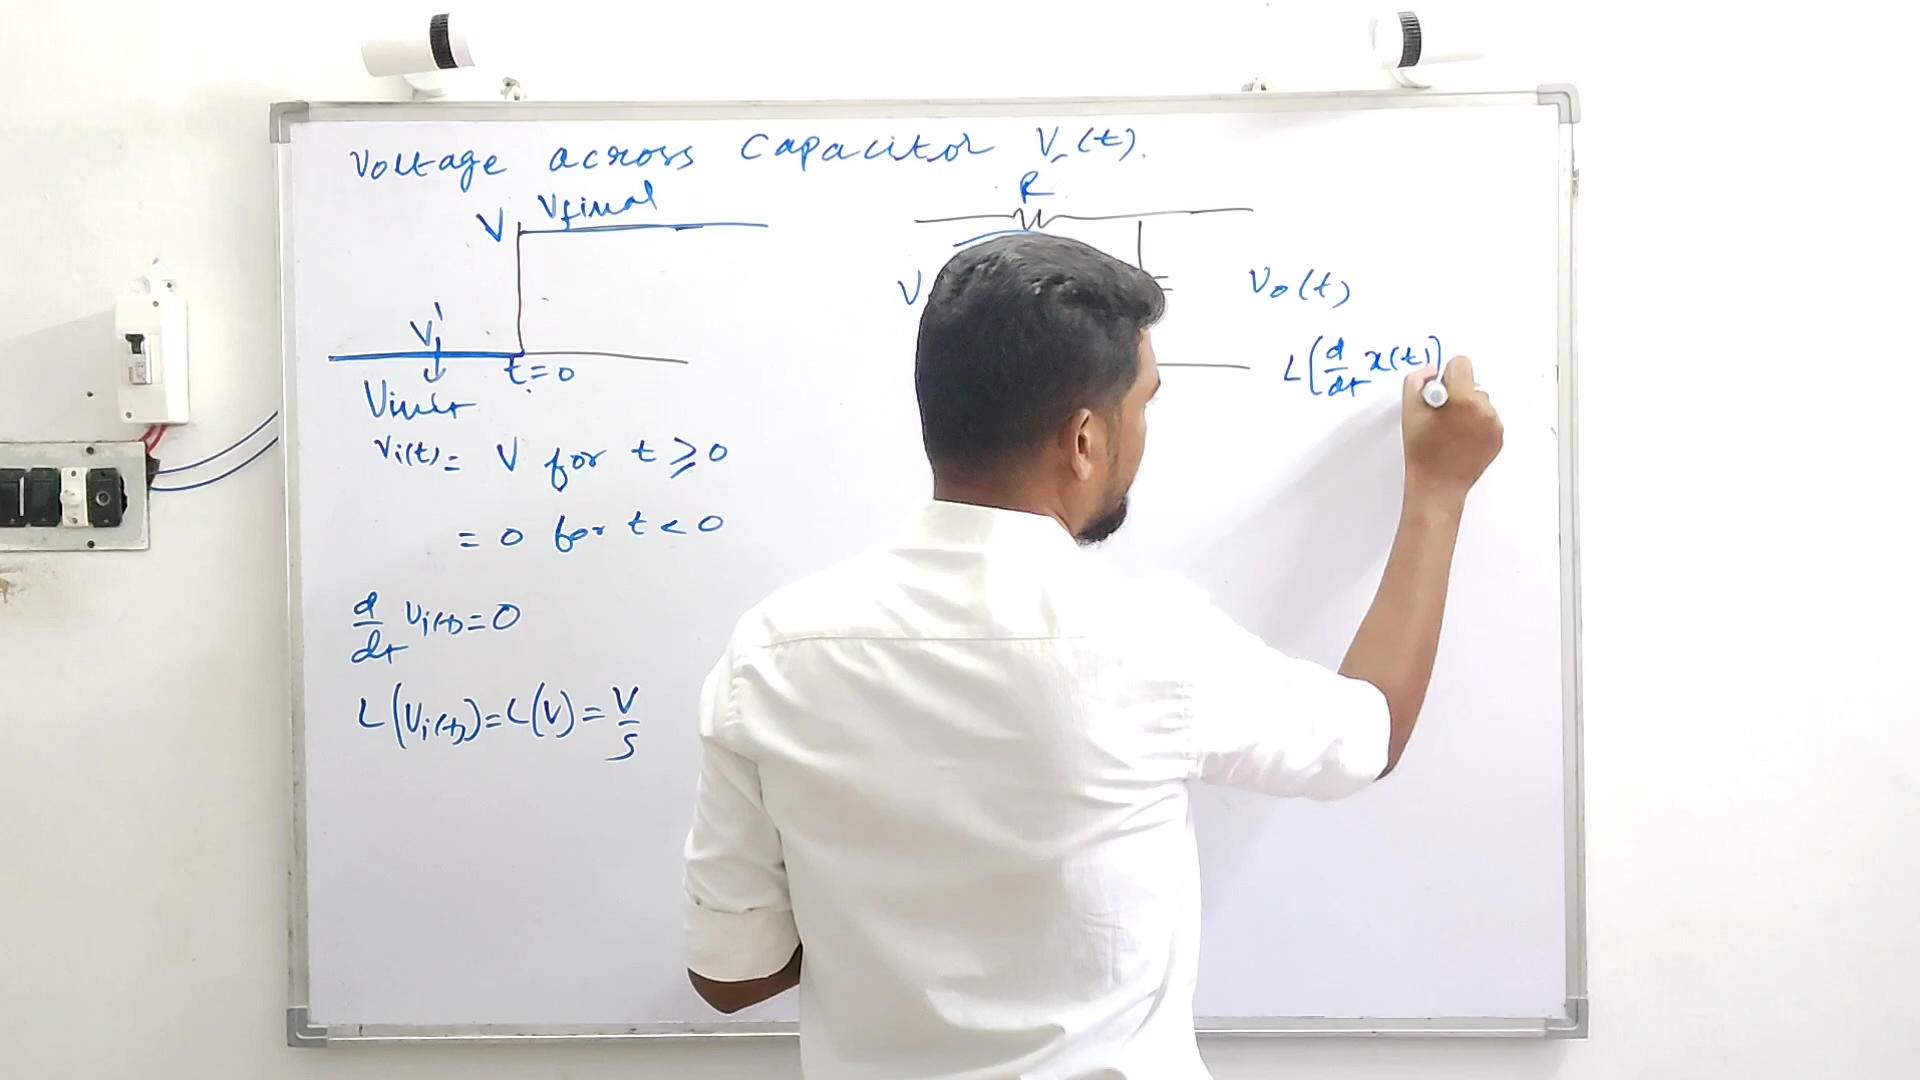 Voltage across Capacitor Vc(t).
V Vfinal
V'
t=0
Vinit
Vi(t) = V for t ≥ 0
= 0 for t < 0
d/dt Vi(t) = 0
L(Vi(t)) = L(V) = V/S
R
V
Vo(t)
L(d/dt x(t))